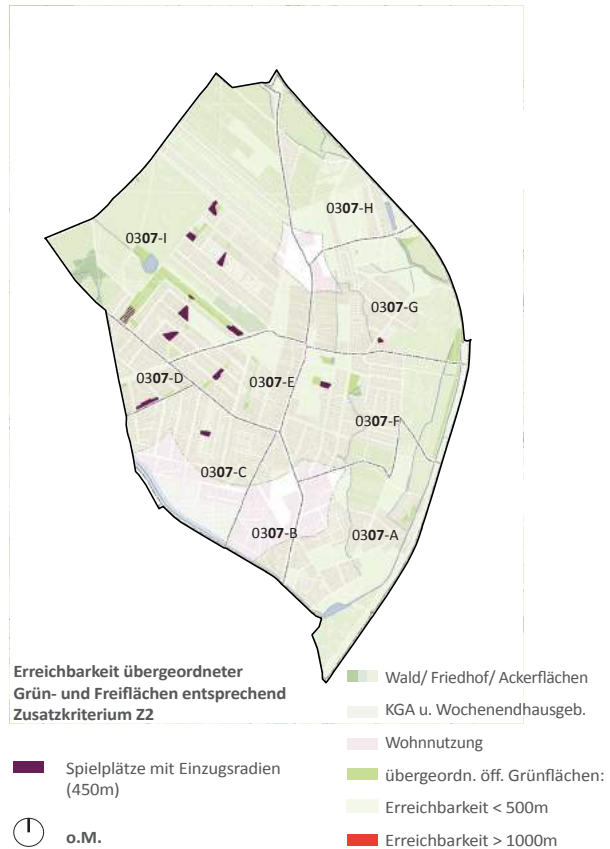 0307-H
0307-I
0307-G
0307-D
0307-E
0307-F
0307-C
0307-B
0307-A
Erreichbarkeit übergeordneter
Grün- und Freiflächen entsprechend
Zusatzkriterium Z2
Spielplätze mit Einzugsradien
(450m)
o.M.
Wald/ Friedhof/ Ackerflächen
KGA u. Wochenendhausgeb.
Wohnnutzung
übergeordn. öff. Grünflächen:
Erreichbarkeit < 500m
Erreichbarkeit > 1000m